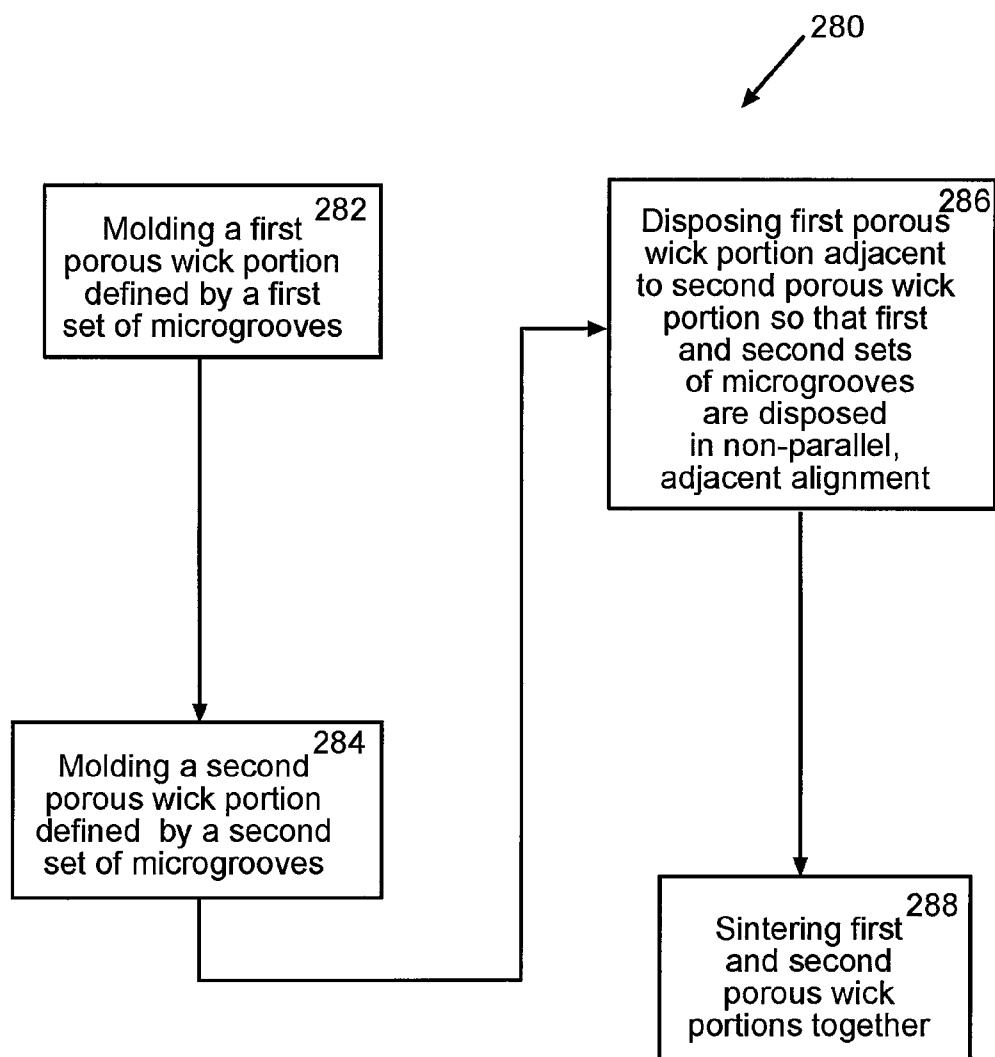 280
282
Molding a first
porous wick portion
defined by a first
set of microgrooves
284
Molding a second
porous wick portion
defined by a second
set of microgrooves
286
Disposing first porous
wick portion adjacent
to second porous wick
portion so that first
and second sets
of microgrooves
are disposed
in non-parallel,
adjacent alignment
288
Sintering first
and second
porous wick
portions together